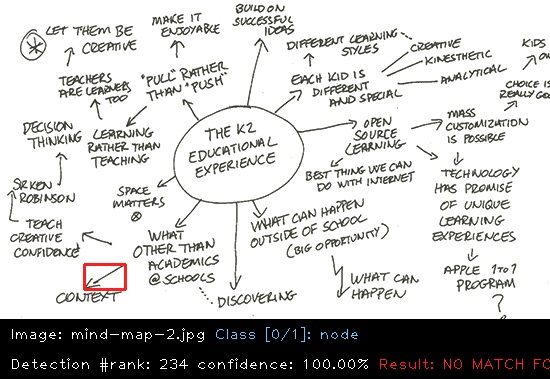 LET THEM BE
CREATIVE
MAKE IT
ENJOYABLE
BUILD ON
SUCCESSFUL
IDEAS
DIFFERENT LEARNING
STYLES
CREATIVE
KINESTHETIC
ANALYTICAL
KIDS
TEACHERS
ARE LEARNERS
TOO
"PULL" RATHER
THAN "PUSH"
EACH KID IS
DIFFERENT
AND SPECIAL
CHOICE IS
REALLY
DECISION
THINKING
LEARNING
RATHER THAN
TEACHING
THE K2
EDUCATIONAL
EXPERIENCE
OPEN
SOURCE
LEARNING
MASS
CUSTOMIZATION
IS POSSIBLE
SIR KEN
ROBINSON
SPACE
MATTERS
BEST THING WE CAN
DO WITH INTERNET
TECHNOLOGY
HAS PROMISE
OF UNIQUE
LEARNING
EXPERIENCES
TEACH
CREATIVE
CONFIDENCE
WHAT
OTHER THAN
ACADEMICS
@ SCHOOLS
WHAT CAN HAPPEN
OUTSIDE OF SCHOOL
(BIG OPPORTUNITY)
CONTEXT
DISCOVERING
WHAT CAN
HAPPEN
APPLE 1 TO 1
PROGRAM
?
Image: mind-map-2.jpg Class [0/1]: node
Detection #rank: 234 confidence: 100.00% Result: NO MATCH FO